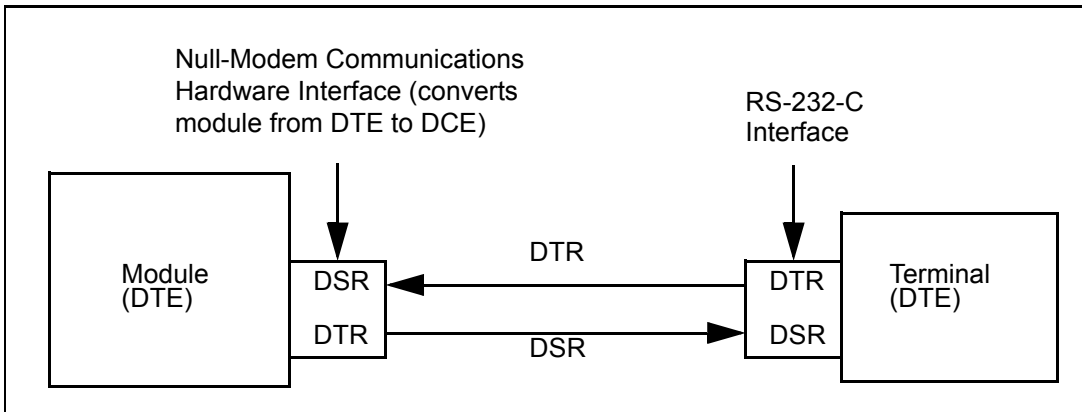 Null-Modem Communications
Hardware Interface (converts
module from DTE to DCE)
RS-232-C
Interface
Module
(DTE)
DSR
DTR
DTR
DSR
DTR
DSR
Terminal
(DTE)